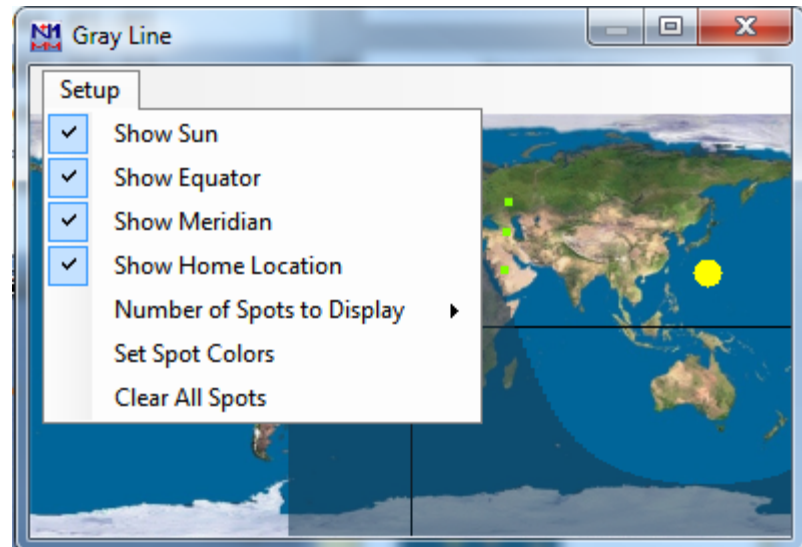 Gray Line
Setup
Show Sun
Show Equator
Show Meridian
Show Home Location
Number of Spots to Display
Set Spot Colors
Clear All Spots